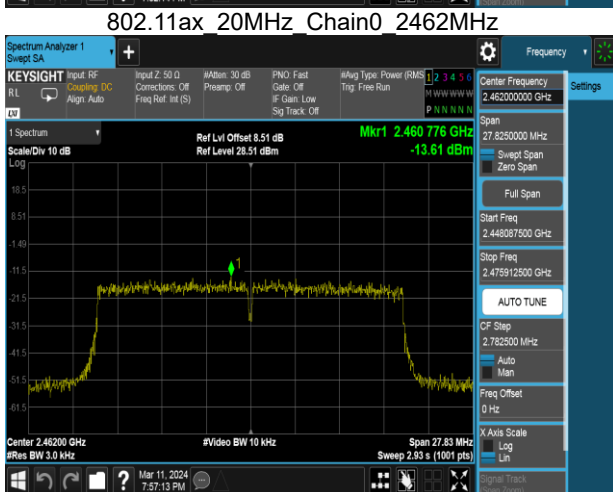 802.11ax_20MHz_Chain0_2462MHz
Spectrum Analyzer 1
Swept SA
+
Frequency
KEYSIGHT
RL
LXI
Input: RF
Coupling: DC
Align: Auto
Input Z: 50 Ω
Corrections: Off
Freq Ref: Int (S)
#Atten: 30 dB
Preamp: Off
PNO: Fast
Gate: Off
IF Gain: Low
Sig Track: Off
#Avg Type: Power (RMS
Trig: Free Run
1 2 3 4 5 6
M W W W W W
P N N N N N
1 Spectrum
Scale/Div 10 dB
Log
Ref Lvl Offset 8.51 dB
Ref Level 28.51 dBm
Mkr1 2.460 776 GHz
-13.61 dBm
18.5
8.51
-1.49
-11.5
-21.5
-31.5
-41.5
-51.5
-61.5
1
Center 2.46200 GHz
#Res BW 3.0 kHz
#Video BW 10 kHz
Span 27.83 MHz
Sweep 2.93 s (1001 pts)
Center Frequency
2.462000000 GHz
Settings
Span
27.8250000 MHz
Swept Span
Zero Span
Full Span
Start Freq
2.448087500 GHz
Stop Freq
2.475912500 GHz
AUTO TUNE
CF Step
2.782500 MHz
Auto
Man
Freq Offset
0 Hz
X Axis Scale
Log
Lin
Signal Track
(Span Zoom)
?
Mar 11, 2024
7:57:13 PM